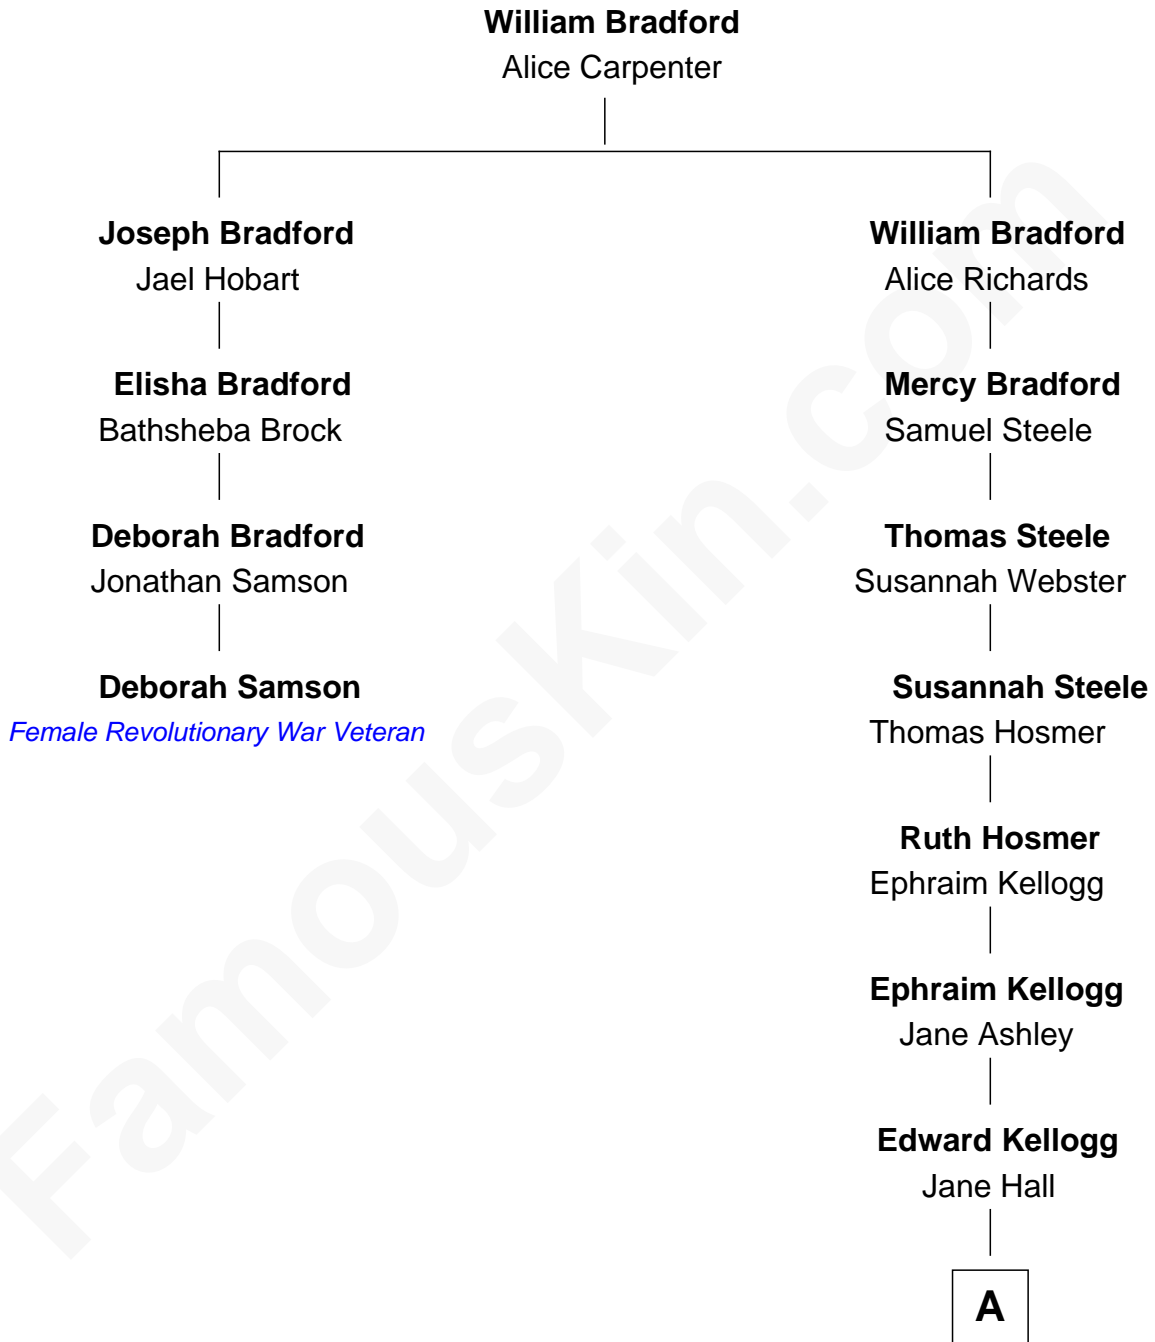 William Bradford
Alice Carpenter
Joseph Bradford
Jael Hobart
Elisha Bradford
Bathsheba Brock
Deborah Bradford
Jonathan Samson
Deborah Samson
Female Revolutionary War Veteran
William Bradford
Alice Richards
Mercy Bradford
Samuel Steele
Thomas Steele
Susannah Webster
Susannah Steele
Thomas Hosmer
Ruth Hosmer
Ephraim Kellogg
Ephraim Kellogg
Jane Ashley
Edward Kellogg
Jane Hall
A
FamousKin.com